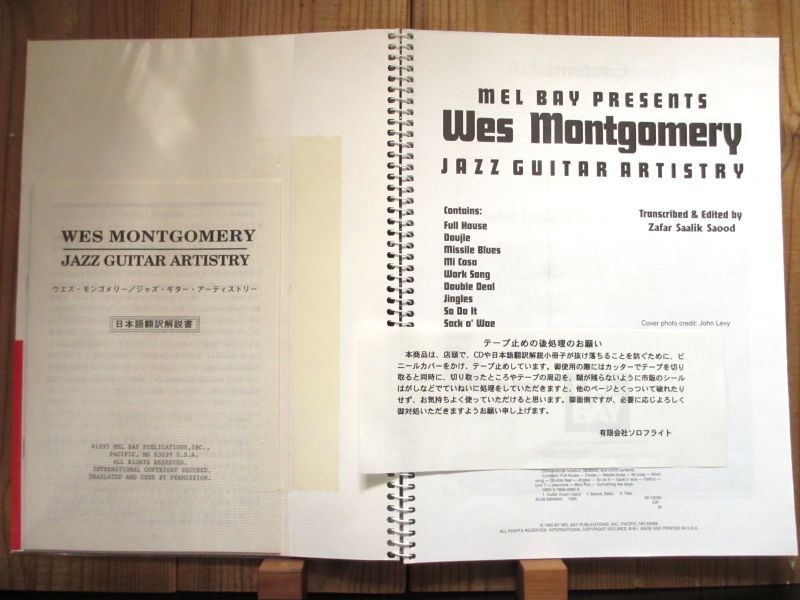 WES MONTGOMERY
JAZZ GUITAR ARTISTRY
ウエス・モンゴメリー/ジャズ・ギター・アーティストリー
日本語翻訳解説書
©1995 MEL BAY PUBLICATIONS, INC.,
PACIFIC, MO 63039 U.S.A.
ALL RIGHTS RESERVED.
INTERNATIONAL COPYRIGHT SECURED.
TRANSLATED AND USED BY PERMISSION.
MEL BAY PRESENTS
Wes Montgomery
JAZZ GUITAR ARTISTRY
Contains:
Full House
Doujie
Missile Blues
Mi Cosa
Work Song
Double Deal
Jingles
So Do It
Sack o' Woe
Transcribed & Edited by
Zafar Saalik Saood
Cover photo credit: John Levy
テープ止めの後処理のお願い
本商品は、店頭で、CDや日本語翻訳解説小冊子が抜け落ちることを防ぐために、ビ
ニールカバーをかけ、テープ止めしています。御使用の際にはカッターでテープを切り
取ると同時に、切り取ったところやテープの周辺を、糊が残らないように市販のシール
はがしなどでていねいに処理をしていただきますと、他のページとくっついて破れたり
せず、お気持ちよく使っていただけると思います。御面倒ですが、必要に応じよろしく
御対処いただきますようお願い申し上げます。
有限会社ソロフライト
BAY
© 1995 BY MEL BAY PUBLICATIONS, INC., PACIFIC, MO 63069.
ALL RIGHTS RESERVED. INTERNATIONAL COPYRIGHT SECURED. B.M.I. MADE AND PRINTED IN U.S.A.